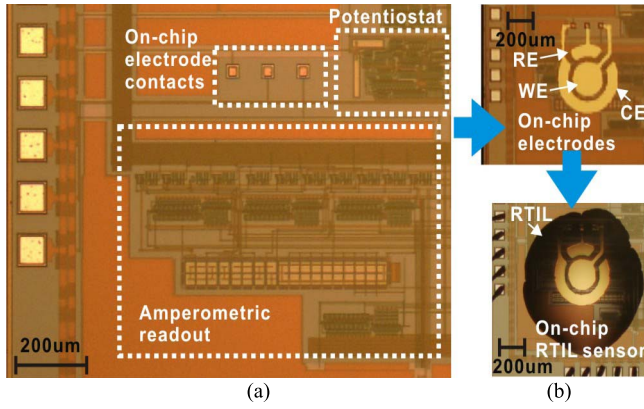 Potentiostat
On-chip
electrode
contacts
Amperometric
readout
200um
(a)
200um
RE
WE
CE
On-chip
electrodes
RTIL
On-chip
RTIL sensor
200um
(b)